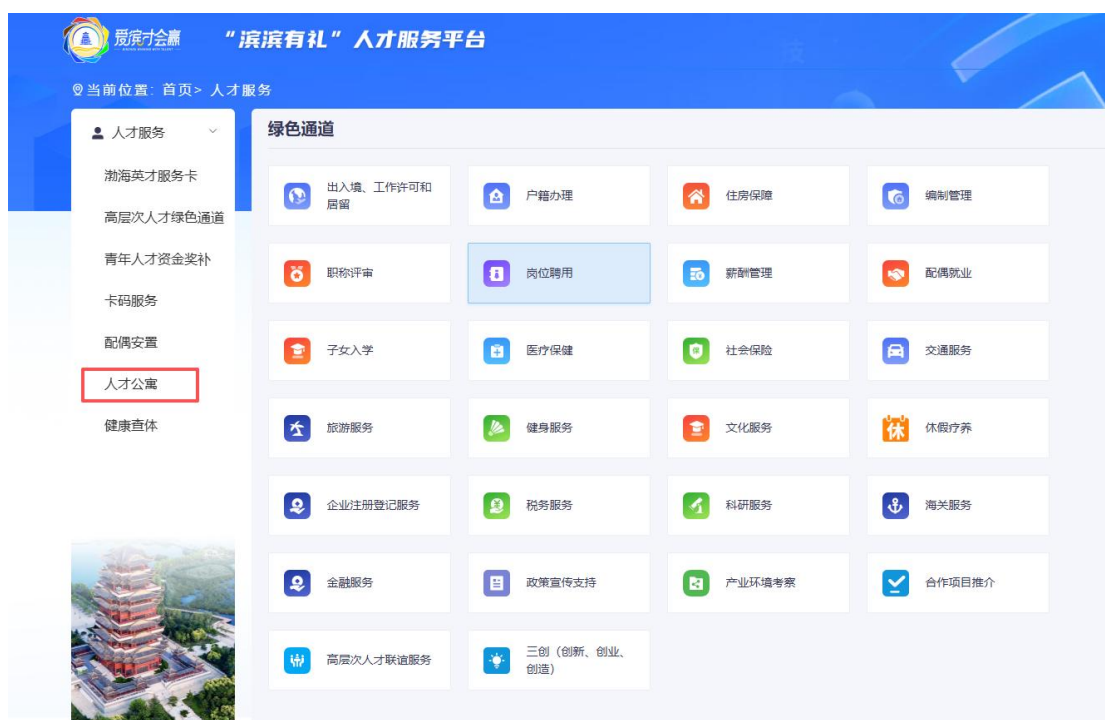 爱滨才会赢
“滨滨有礼”人才服务平台
当前位置: 首页> 人才服务
人才服务
渤海英才服务卡
高层次人才绿色通道
青年人才资金奖补
卡码服务
配偶安置
人才公寓
健康查体
绿色通道
出入境、工作许可和
居留
户籍办理
住房保障
编制管理
职称评审
岗位聘用
薪酬管理
配偶就业
子女入学
医疗保健
社会保险
交通服务
旅游服务
健身服务
文化服务
休
休假疗养
企业注册登记服务
税务服务
科研服务
海关服务
金融服务
政策宣传支持
产业环境考察
合作项目推介
高层次人才联谊服务
三创（创新、创业、
创造）